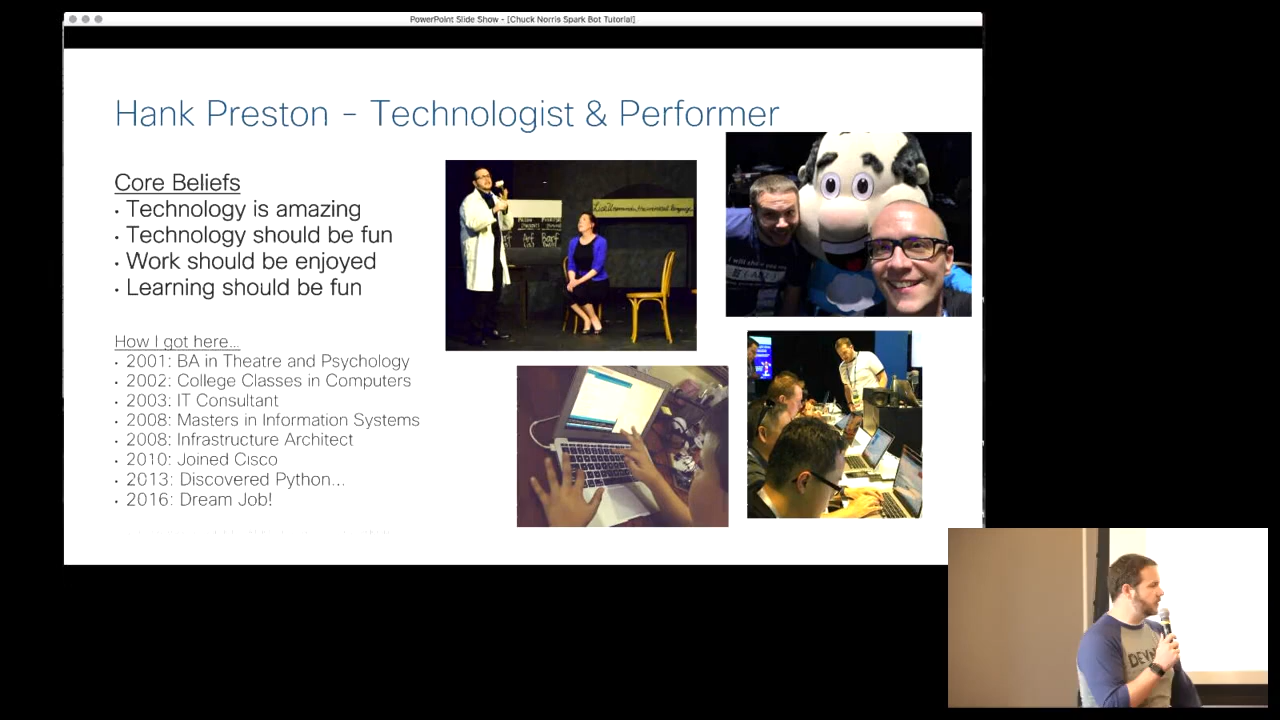 PowerPoint Slide Show - [Chuck Norris Spark Bot Tutorial]
Hank Preston - Technologist & Performer
Core Beliefs
• Technology is amazing
• Technology should be fun
• Work should be enjoyed
• Learning should be fun
How I got here...
• 2001: BA in Theatre and Psychology
• 2002: College Classes in Computers
• 2003: IT Consultant
• 2008: Masters in Information Systems
• 2008: Infrastructure Architect
• 2010: Joined Cisco
• 2013: Discovered Python...
• 2016: Dream Job!